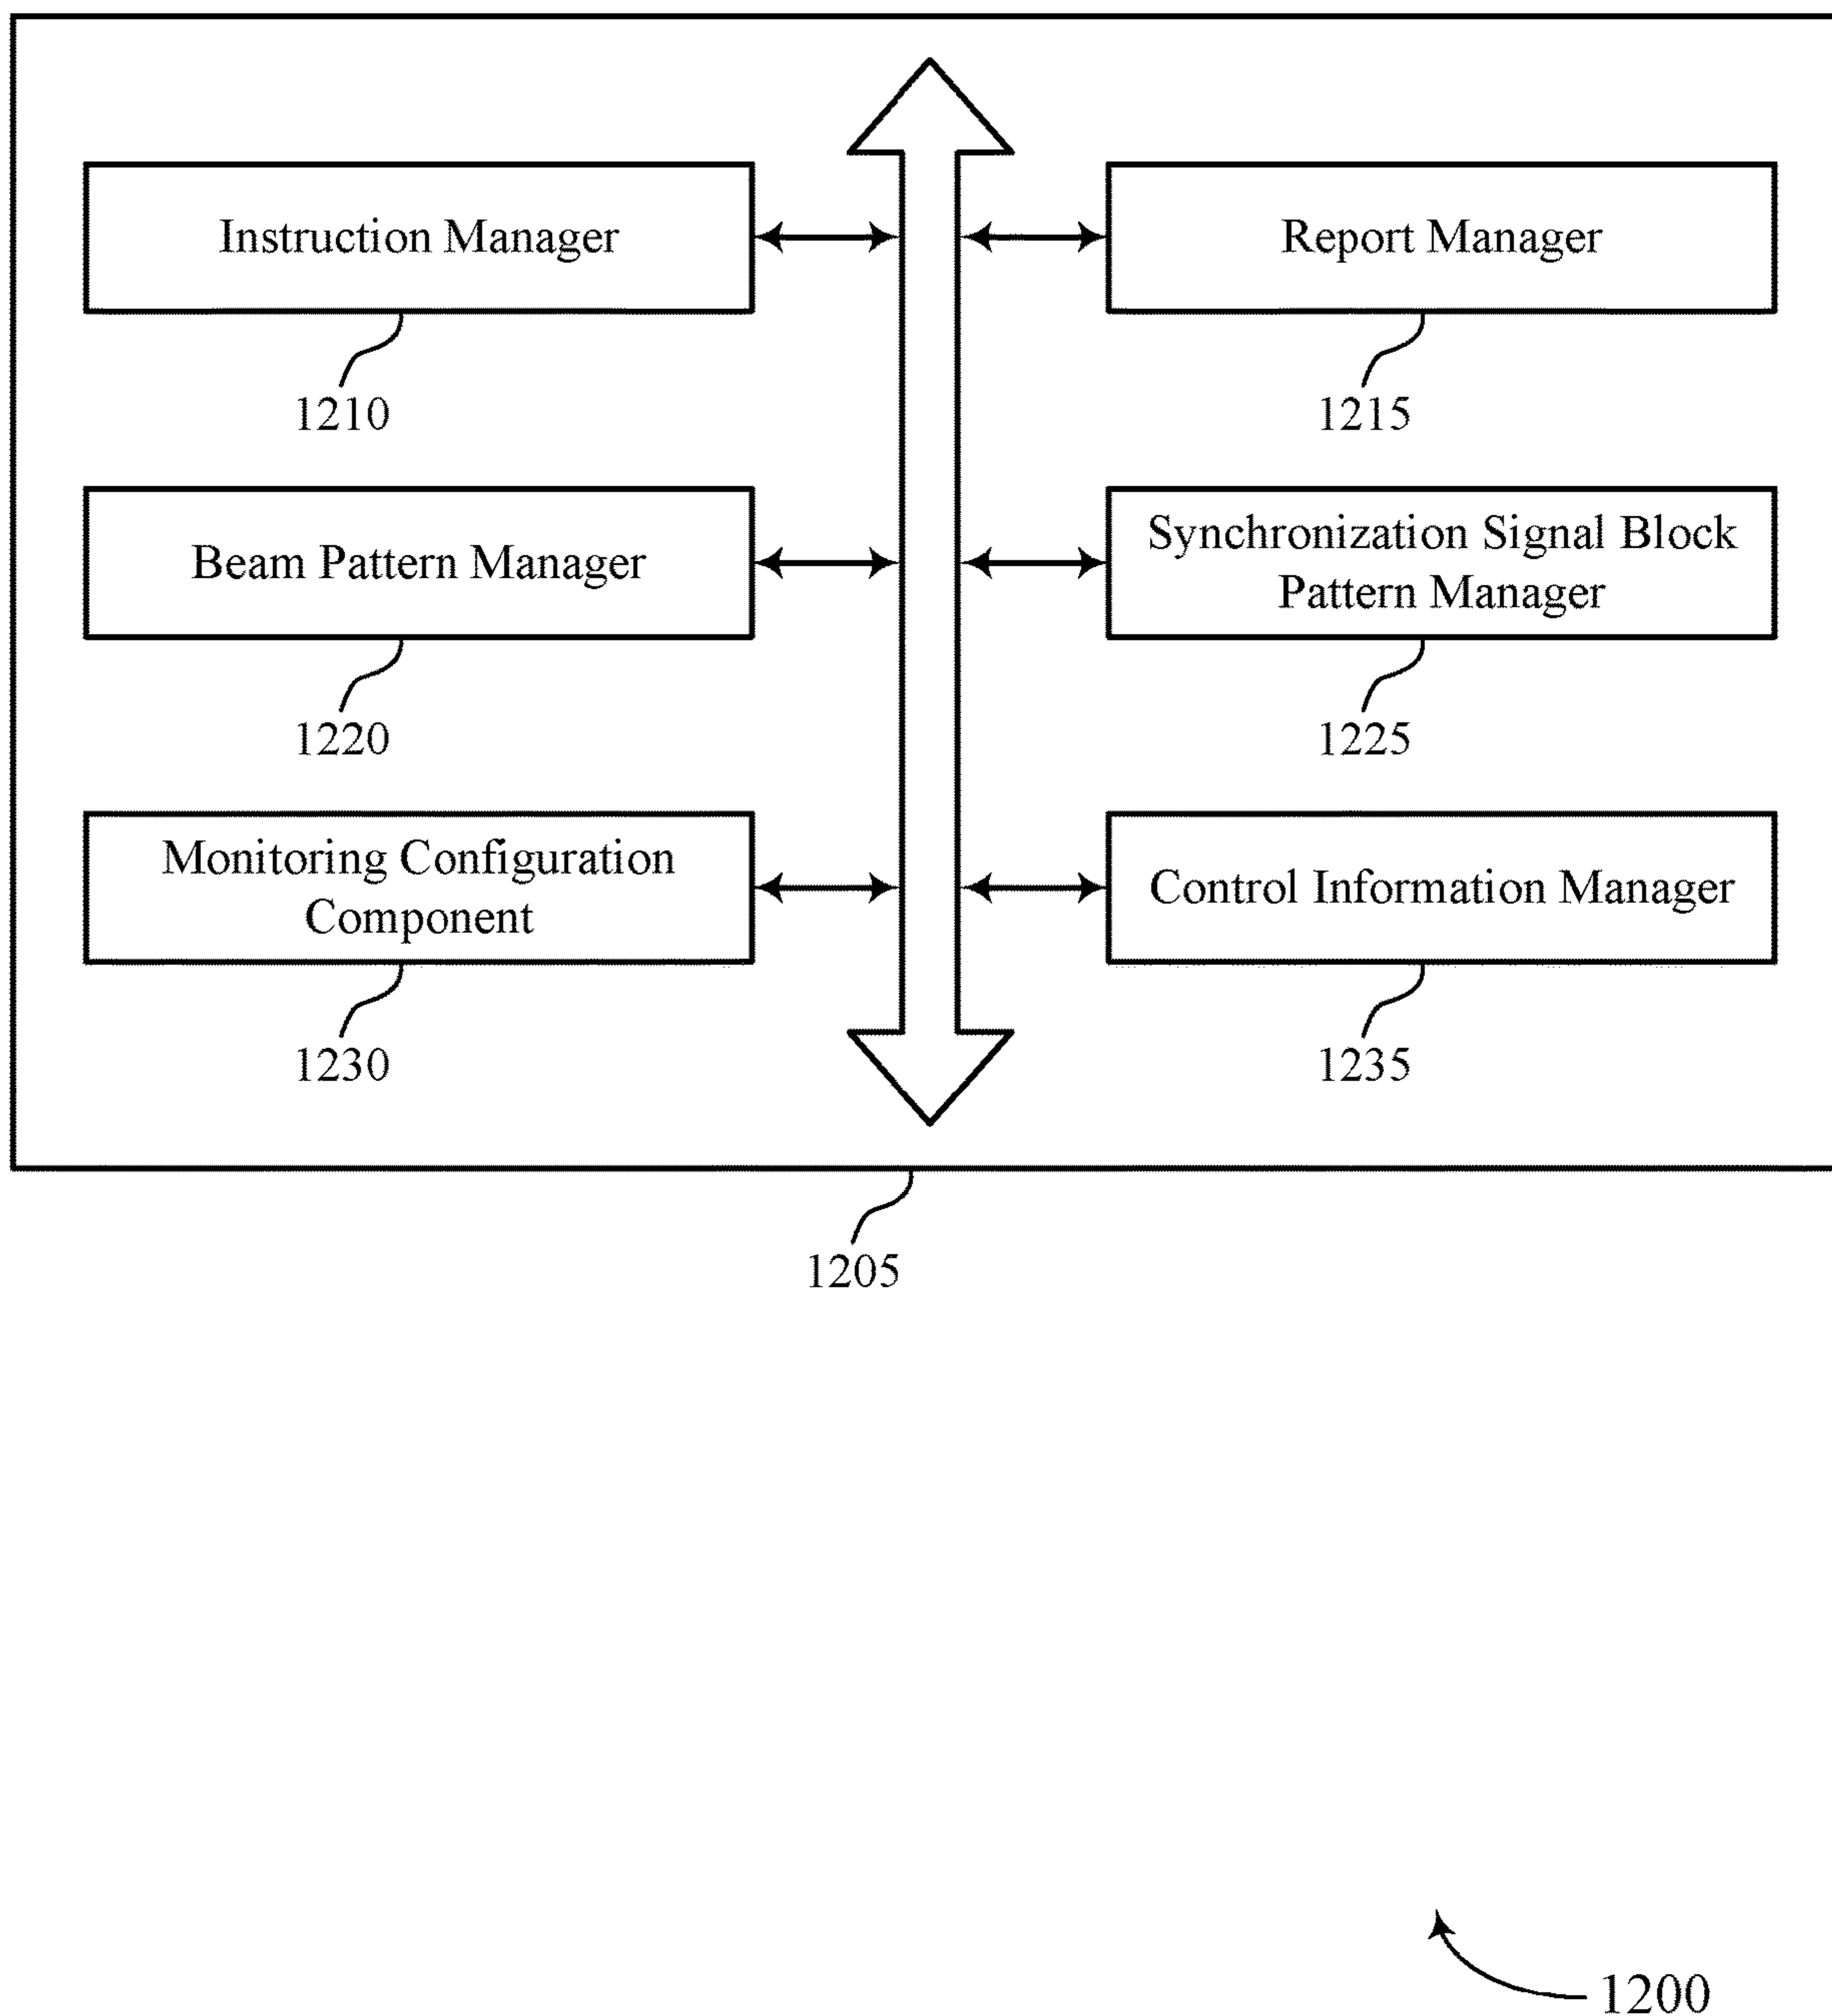 Instruction Manager
Report Manager
1210
1215
Beam Pattern Manager
Synchronization Signal Block
Pattern Manager
1220
1225
Monitoring Configuration
Component
Control Information Manager
1230
1235
1205
1200